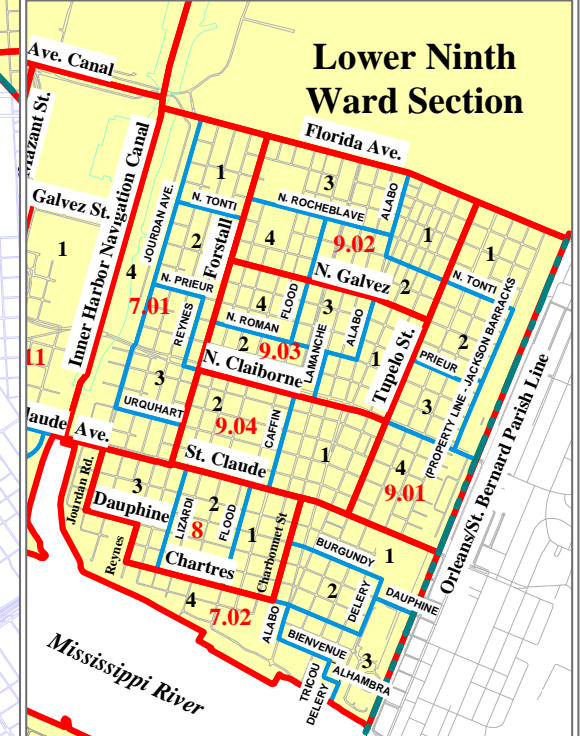 Lower Ninth
Ward Section
Ave. Canal
Florida Ave.
Inner Harbor Navigation Canal
Galvez St.
1
4
7.01
11
JOURDAN AVE.
1
N. TONTI
2
Forstall
N. PRIEUR
REYNES
3
URQUHART
3
N. ROCHEBLAVE
ALABO
4
9.02
1
N. Galvez
2
1
N. TONTI
4
FLOOD
3
N. ROMAN
2
9.03
LAMANCHE
ALABO
1
N. Claiborne
Tupelo St.
2
PRIEUR
3
(PROPERTY LINE - JACKSON BARRACKS
4
9.01
Orleans/St. Bernard Parish Line
2
9.04
CAFFIN
1
Ave.
St. Claude
Jourdan Rd.
3
Dauphine
LIZARDI
2
FLOOD
8
1
Charbonnet St
Reynes
Chartres
4
7.02
BURGUNDY
1
2
DELERY
DAUPHINE
ALABO
BIENVENUE
3
ALHAMBRA
TRICOU
DELERY
Mississippi River